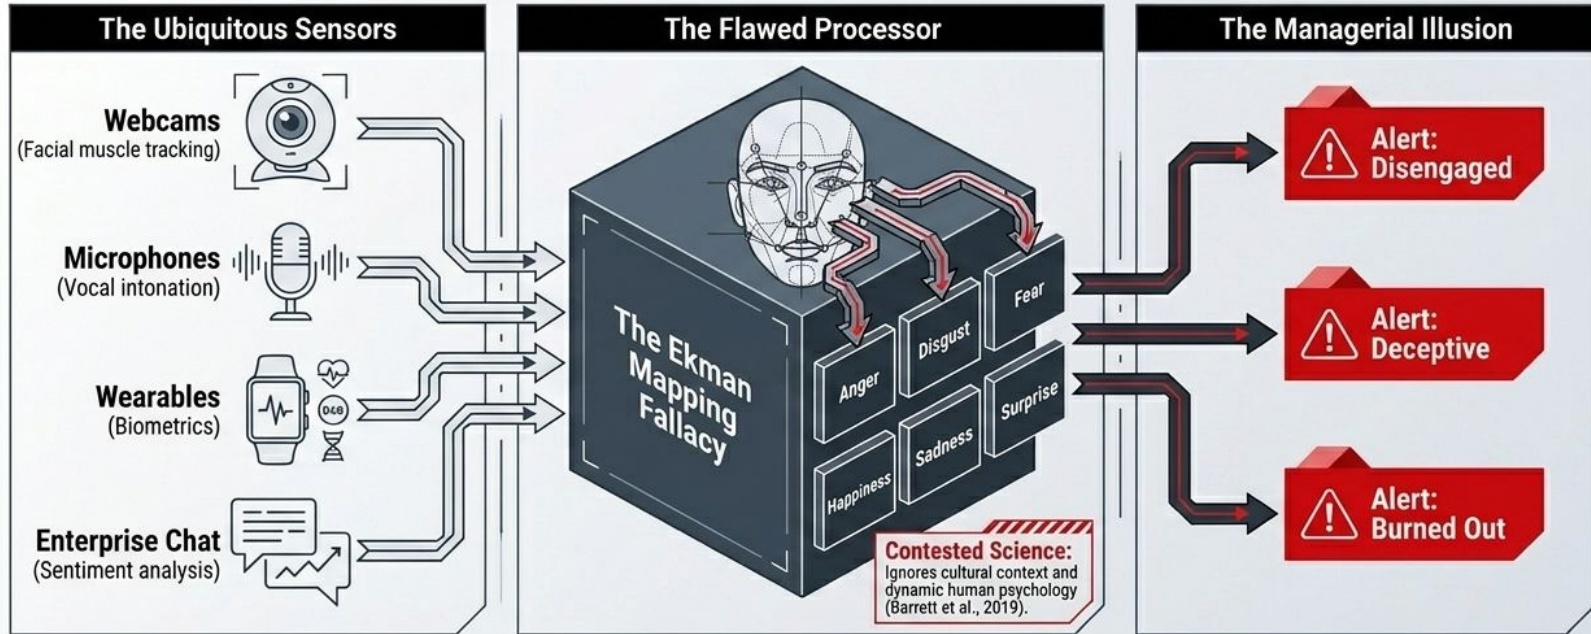 The Ubiquitous Sensors
Webcams
(Facial muscle tracking)
Microphones
(Vocal intonation)
Wearables
(Biometrics)
Enterprise Chat
(Sentiment analysis)
The Flawed Processor
The Ekman
Mapping
Fallacy
Anger
Disgust
Fear
Happiness
Sadness
Surprise
Contested Science:
Ignores cultural context and
dynamic human psychology
(Barrett et al., 2019).
The Managerial Illusion
Alert:
Disengaged
Alert:
Deceptive
Alert:
Burned Out